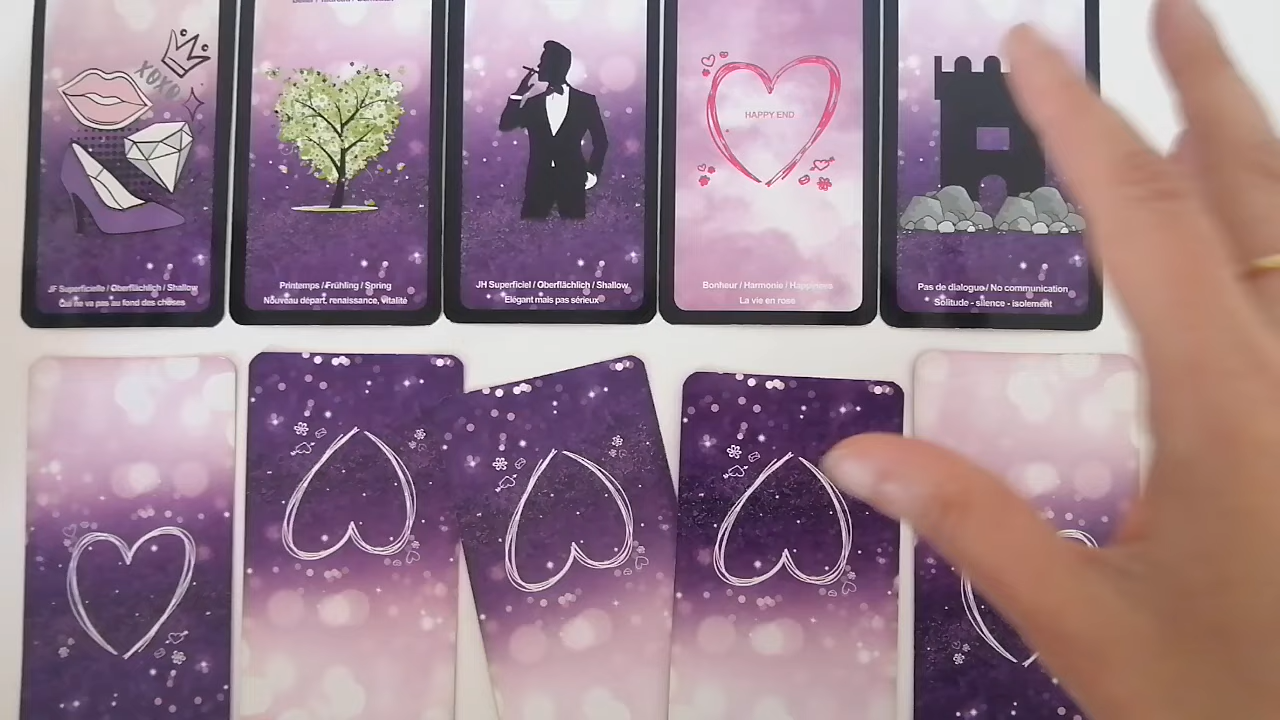 XOXO
HAPPY END
JF Superficielle / Oberflächlich / Shallow
Qui ne va pas au fond des choses
Printemps / Frühling / Spring
Nouveau départ, renaissance, vitalité
JH Superficiel / Oberflächlich / Shallow
Elégant mais pas sérieux
Bonheur / Harmonie / Happiness
La vie en rose
Pas de dialogue / No communication
Solitude - silence - isolement